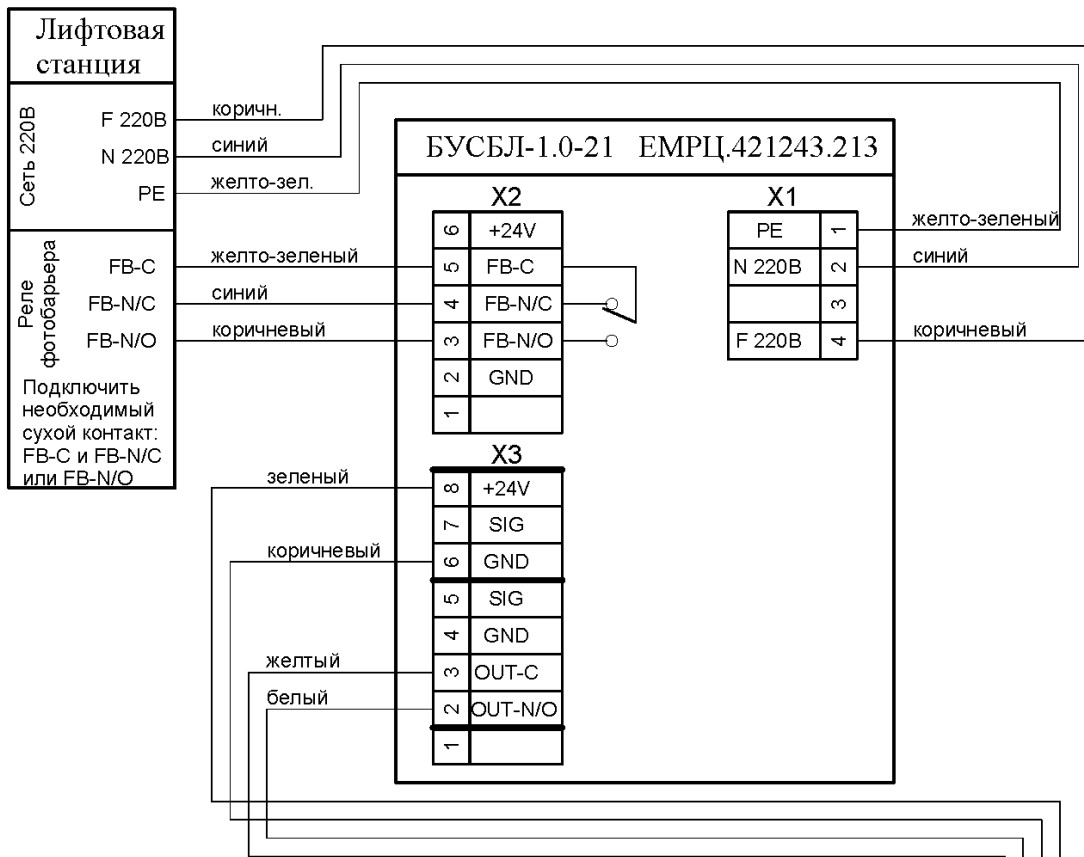 Лифтовая
станция
Сеть 220В
F 220В
N 220В
PE
коричн.
синий
желто-зел.
Реле
фотобарьера
FB-C
FB-N/C
FB-N/O
желто-зеленый
синий
коричневый
Подключить
необходимый
сухой контакт:
FB-C и FB-N/C
или FB-N/O
БУСБЛ-1.0-21 ЕМРЦ.421243.213
X2
6 +24V
5 FB-C
4 FB-N/C
3 FB-N/O
2 GND
1
X1
PE 1
N 220В 2
3
F 220В 4
желто-зеленый
синий
коричневый
X3
8 +24V
7 SIG
6 GND
5 SIG
4 GND
3 OUT-C
2 OUT-N/O
1
зеленый
коричневый
желтый
белый